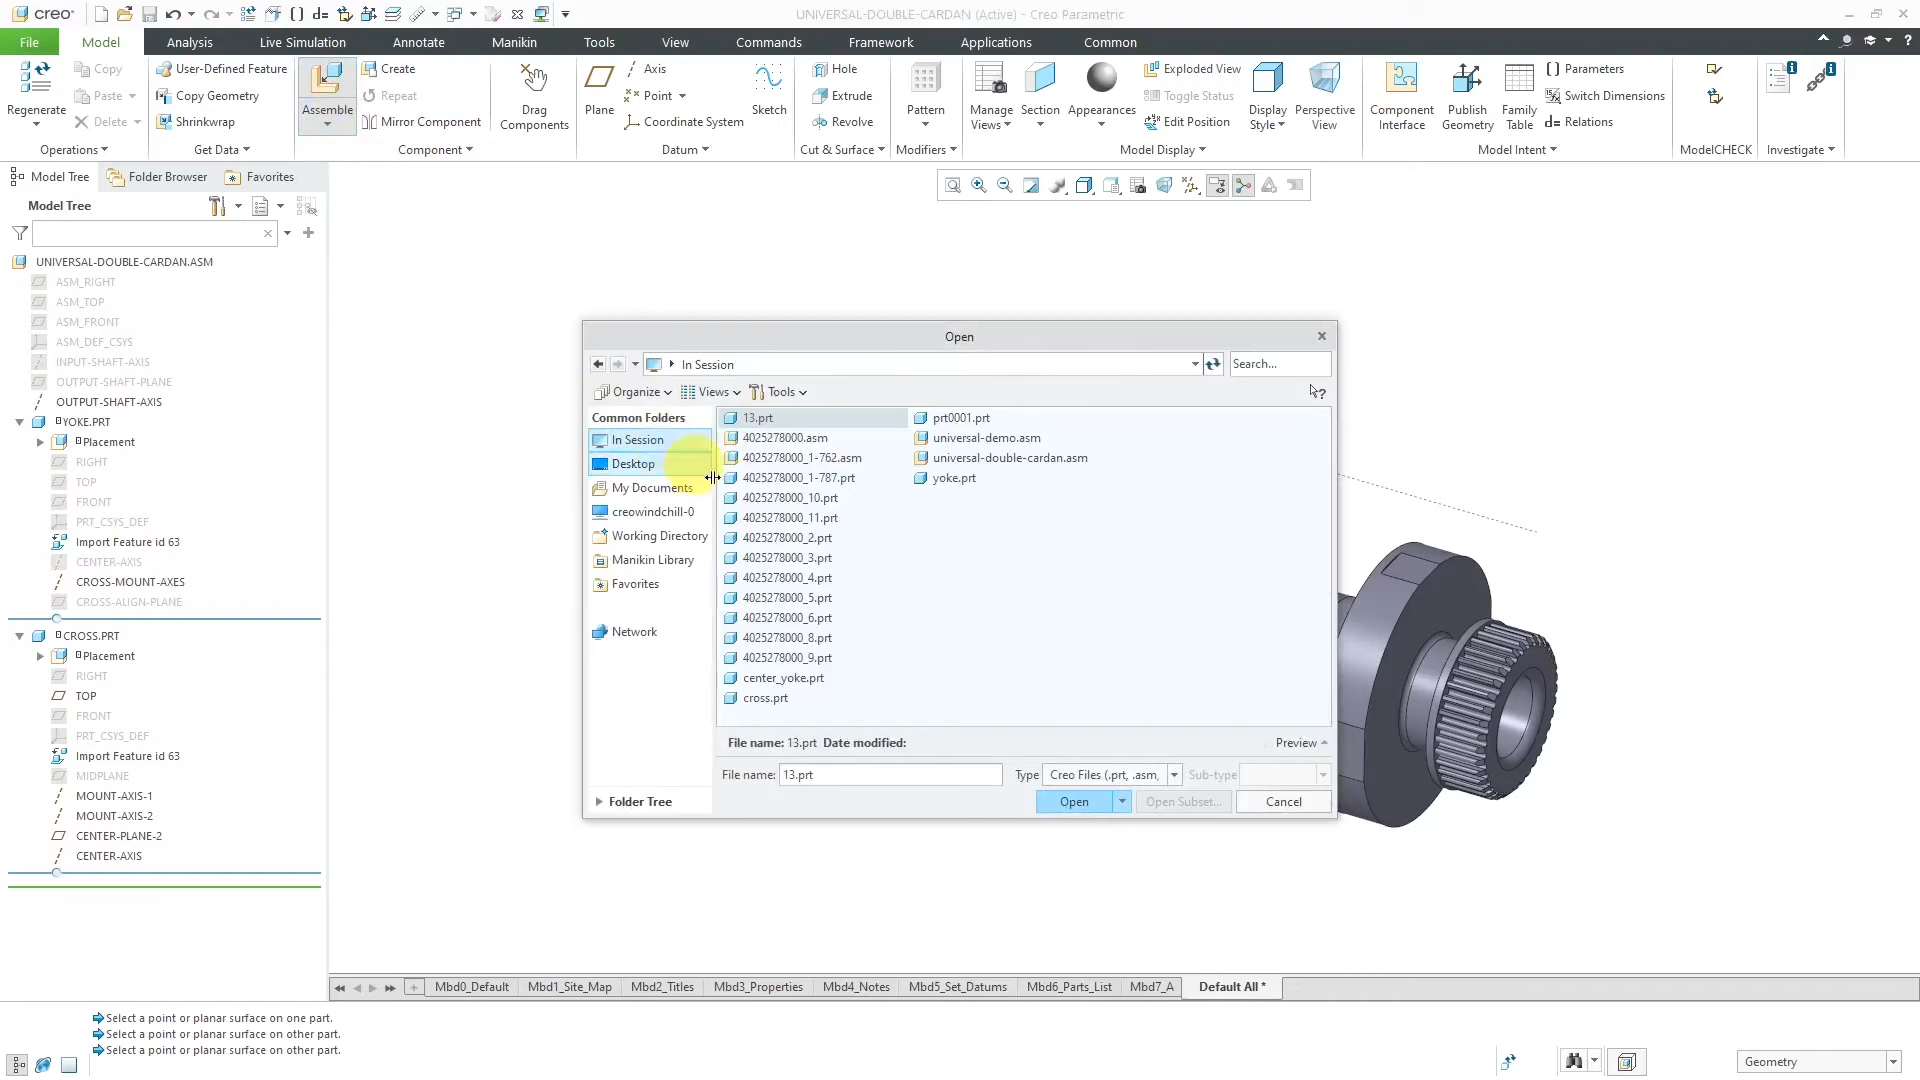 creo
UNIVERSAL-DOUBLE-CARDAN (Active) - Creo Parametric
File Model Analysis Live Simulation Annotate Manikin Tools View Commands Framework Applications Common
Regenerate
Copy
Paste
Delete
Operations
User-Defined Feature
Copy Geometry
Shrinkwrap
Get Data
Assemble
Create
Repeat
Mirror Component
Component
Drag
Components
Plane
Axis
Point
Coordinate System
Sketch
Datum
Hole
Extrude
Revolve
Cut & Surface
Pattern
Modifiers
Manage
Views
Section
Appearances
Exploded View
Toggle Status
Edit Position
Display
Style
Perspective
View
Model Display
Component
Interface
Publish
Geometry
Family
Table
Parameters
Switch Dimensions
d= Relations
Model Intent
ModelCHECK
Investigate
Model Tree Folder Browser Favorites
Model Tree
UNIVERSAL-DOUBLE-CARDAN.ASM
ASM_RIGHT
ASM_TOP
ASM_FRONT
ASM_DEF_CSYS
INPUT-SHAFT-AXIS
OUTPUT-SHAFT-PLANE
OUTPUT-SHAFT-AXIS
YOKE.PRT
Placement
RIGHT
TOP
FRONT
PRT_CSYS_DEF
Import Feature id 63
CENTER-AXIS
CROSS-MOUNT-AXES
CROSS-ALIGN-PLANE
CROSS.PRT
Placement
RIGHT
TOP
FRONT
PRT_CSYS_DEF
Import Feature id 63
MIDPLANE
MOUNT-AXIS-1
MOUNT-AXIS-2
CENTER-PLANE-2
CENTER-AXIS
Open
In Session
Search...
Organize Views Tools
Common Folders
In Session
Desktop
My Documents
creowindchill-0
Working Directory
Manikin Library
Favorites
Network
Folder Tree
13.prt
4025278000.asm
4025278000_1-762.asm
4025278000_1-787.prt
4025278000_10.prt
4025278000_11.prt
4025278000_2.prt
4025278000_3.prt
4025278000_4.prt
4025278000_5.prt
4025278000_6.prt
4025278000_8.prt
4025278000_9.prt
center_yoke.prt
cross.prt
prt0001.prt
universal-demo.asm
universal-double-cardan.asm
yoke.prt
File name: 13.prt Date modified:
Preview
File name: 13.prt
Type Creo Files (.prt, .asm, Sub-type
Open Open Subset... Cancel
Mbd0_Default Mbd1_Site_Map Mbd2_Titles Mbd3_Properties Mbd4_Notes Mbd5_Set_Datums Mbd6_Parts_List Mbd7_A Default All *
Select a point or planar surface on one part.
Select a point or planar surface on other part.
Select a point or planar surface on other part.
Geometry